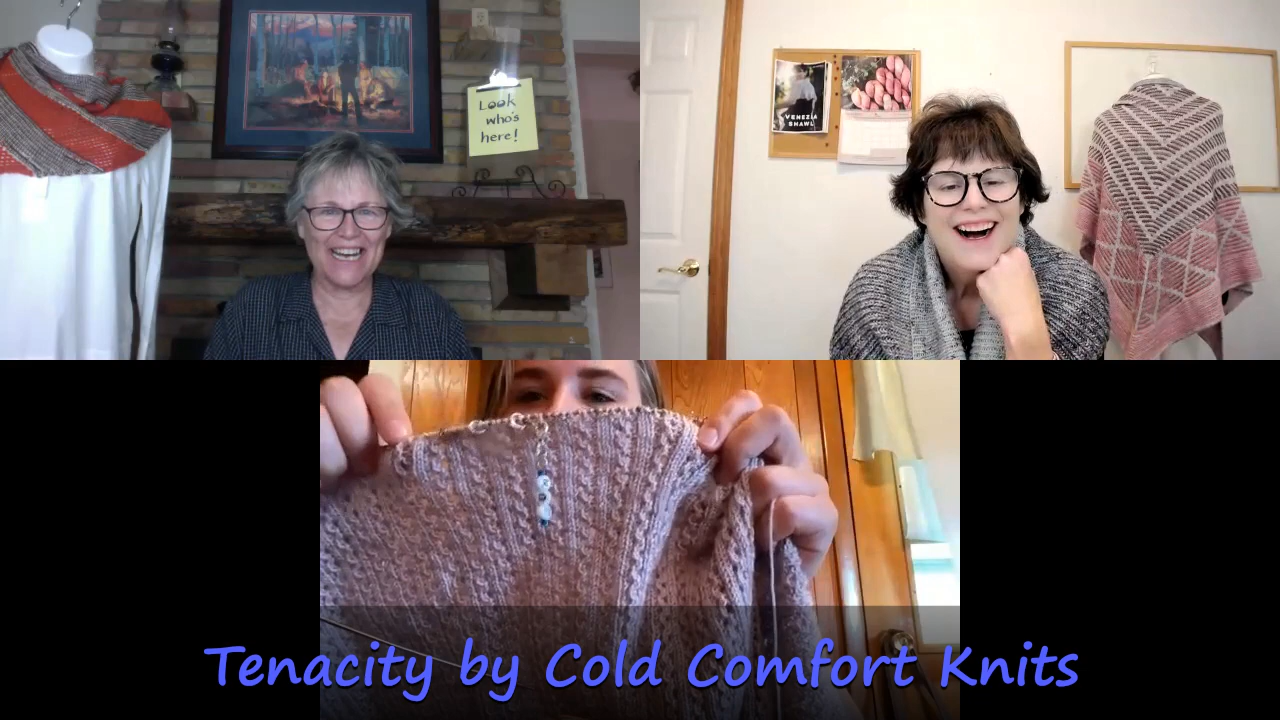 Look
who's
here!
VENEZIA
SHAWL
Tenacity by Cold Comfort Knits